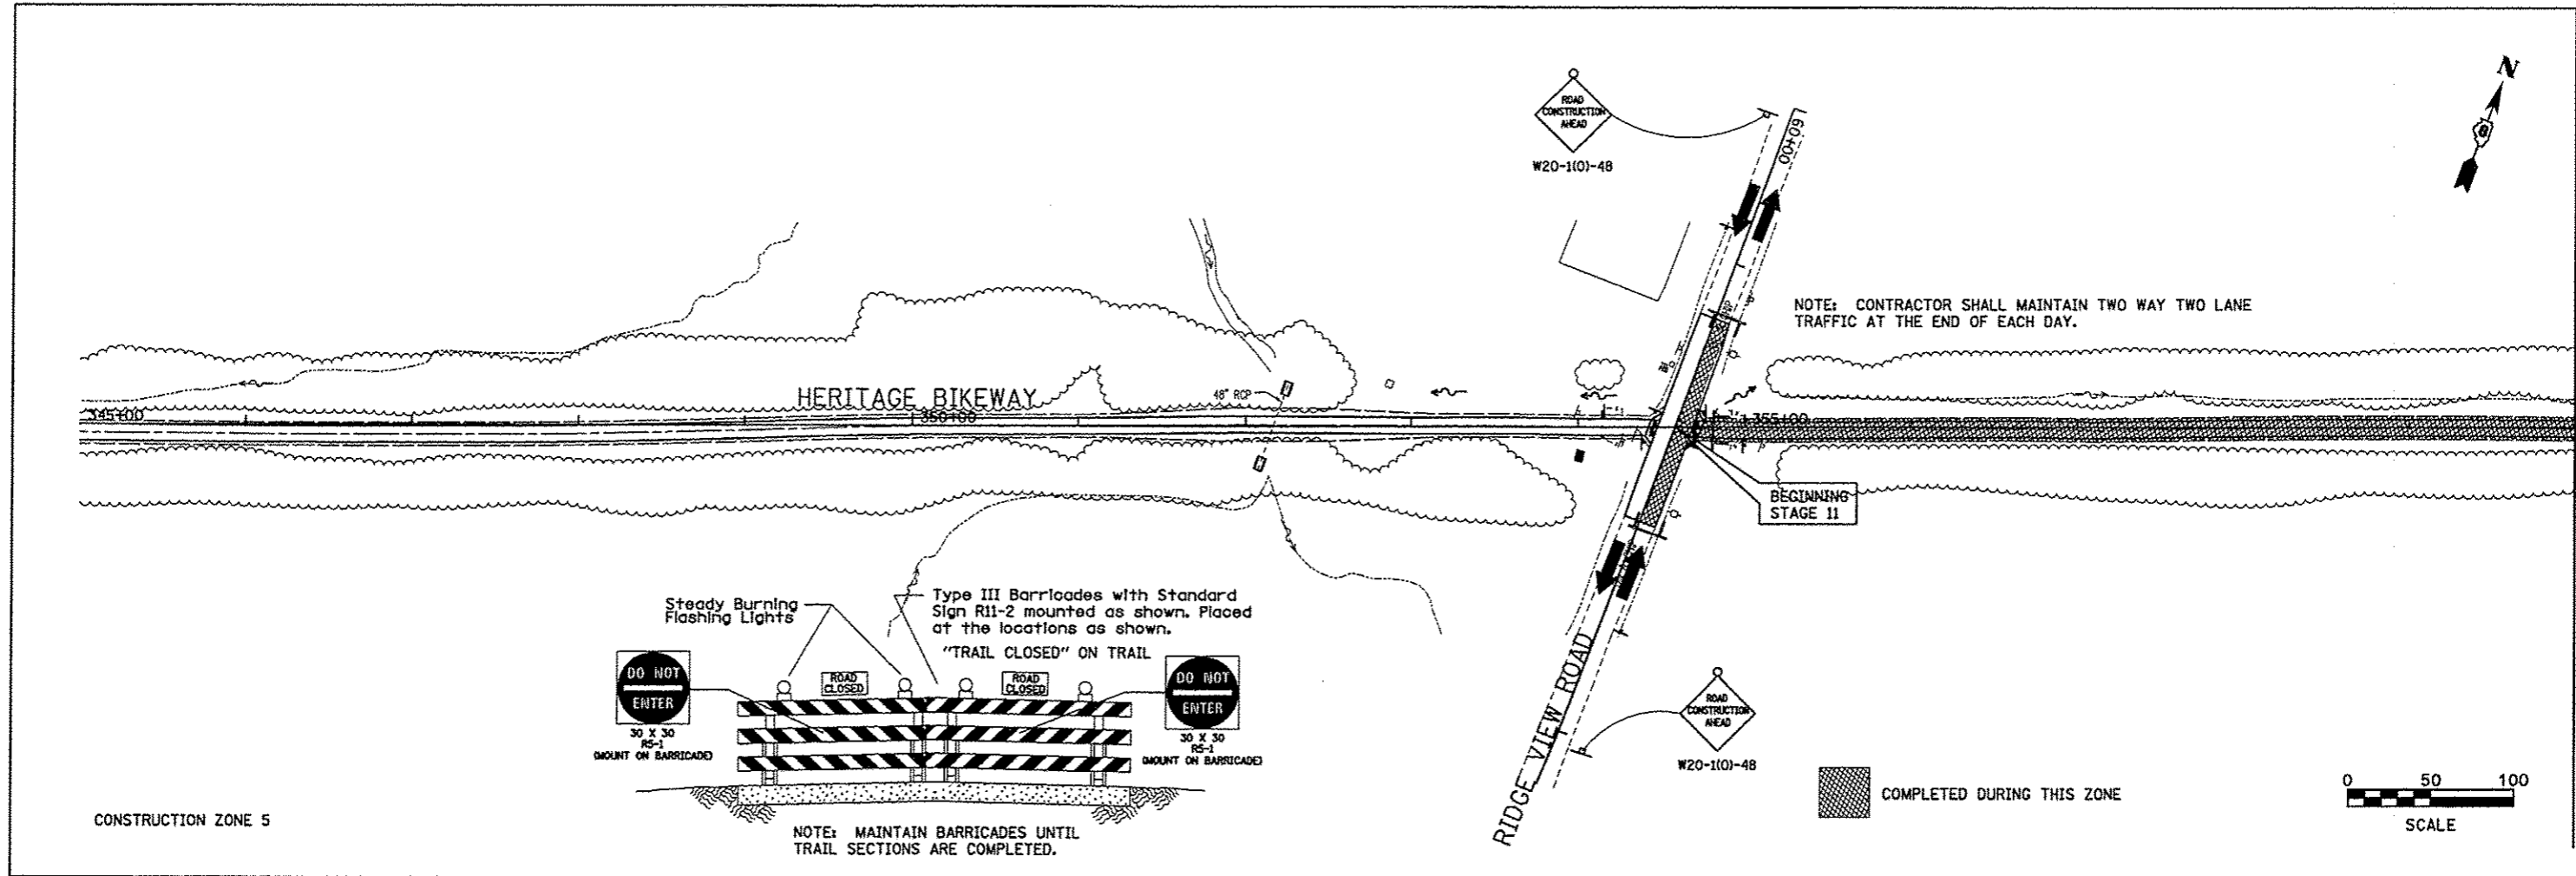 N
ROAD
CONSTRUCTION
AHEAD
W20-1(O)-48
60+00
NOTE: CONTRACTOR SHALL MAINTAIN TWO WAY TWO LANE
TRAFFIC AT THE END OF EACH DAY.
HERITAGE BIKEWAY
48" RCP
345+00
350+00
355+00
BEGINNING
STAGE 11
Steady Burning
Flashing Lights
Type III Barricades with Standard
Sign R11-2 mounted as shown. Placed
at the locations as shown.
"TRAIL CLOSED" ON TRAIL
DO NOT
ENTER
30 X 30
R5-1
(MOUNT ON BARRICADE)
ROAD
CLOSED
ROAD
CLOSED
DO NOT
ENTER
30 X 30
R5-1
(MOUNT ON BARRICADE)
RIDGE VIEW ROAD
ROAD
CONSTRUCTION
AHEAD
W20-1(O)-48
COMPLETED DURING THIS ZONE
0 50 100
SCALE
CONSTRUCTION ZONE 5
NOTE: MAINTAIN BARRICADES UNTIL
TRAIL SECTIONS ARE COMPLETED.